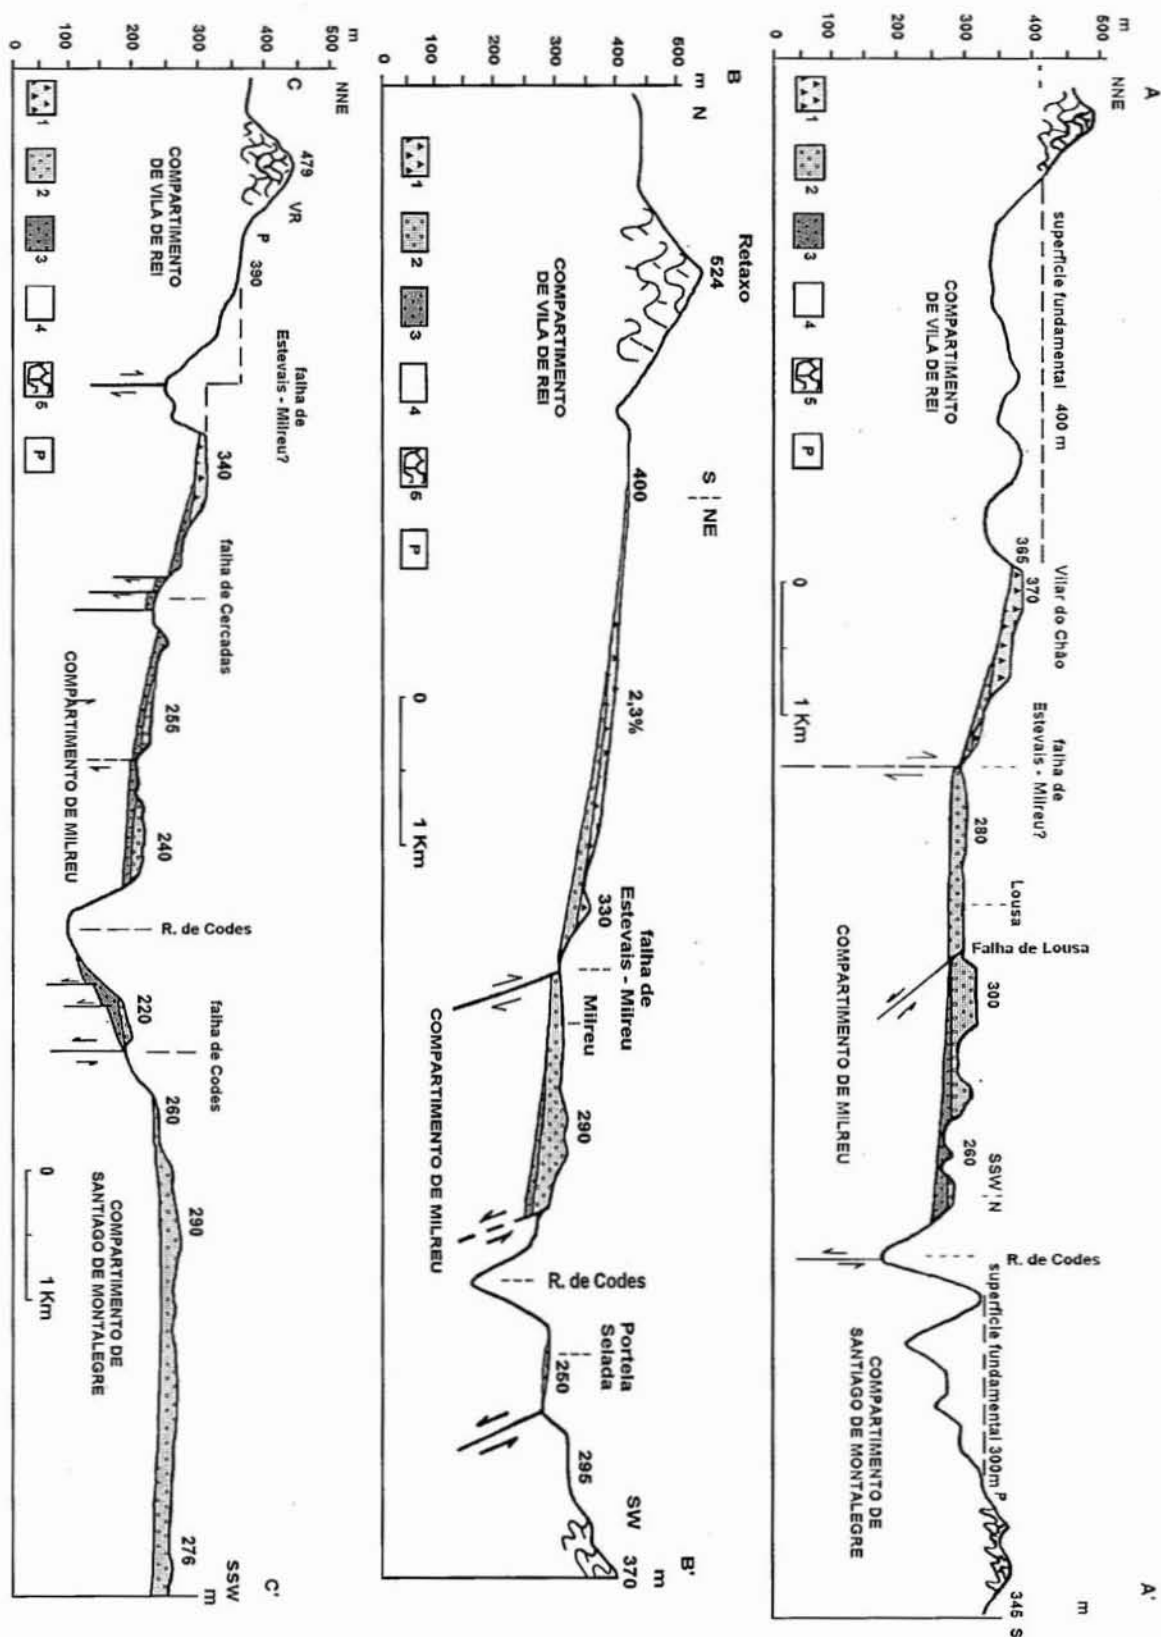 A
A'
m
500
400
300
200
100
0
NNE
superfície fundamental 400 m
COMPARTIMENTO
DE VILA DE REI
365
370
Vilar do Chão
falha de
Estevais - Milreu?
280
Lousa
Falha de Lousa
300
COMPARTIMENTO DE MILREU
260
SSW
N
R. de Codes
superfície fundamental 300m
P
COMPARTIMENTO DE
SANTIAGO DE MONTALEGRE
345
S
m
0
1 Km
1
2
3
4
5
P
B
B'
m
500
400
300
200
100
0
N
Retaxo
524
COMPARTIMENTO
DE VILA DE REI
S
NE
400
2,3%
330
falha de
Estevais - Milreu
Milreu
290
COMPARTIMENTO DE MILREU
R. de Codes
Portela
Selada
250
295
SW
370
m
0
1 Km
1
2
3
4
5
P
C
C'
m
500
400
300
200
100
0
NNE
479
VR
P
390
COMPARTIMENTO
DE VILA DE REI
falha de
Estevais - Milreu?
340
falha de Cercadas
255
240
COMPARTIMENTO DE MILREU
R. de Codes
220
falha de Codes
260
290
COMPARTIMENTO DE
SANTIAGO DE MONTALEGRE
276
SSW
m
0
1 Km
1
2
3
4
5
P